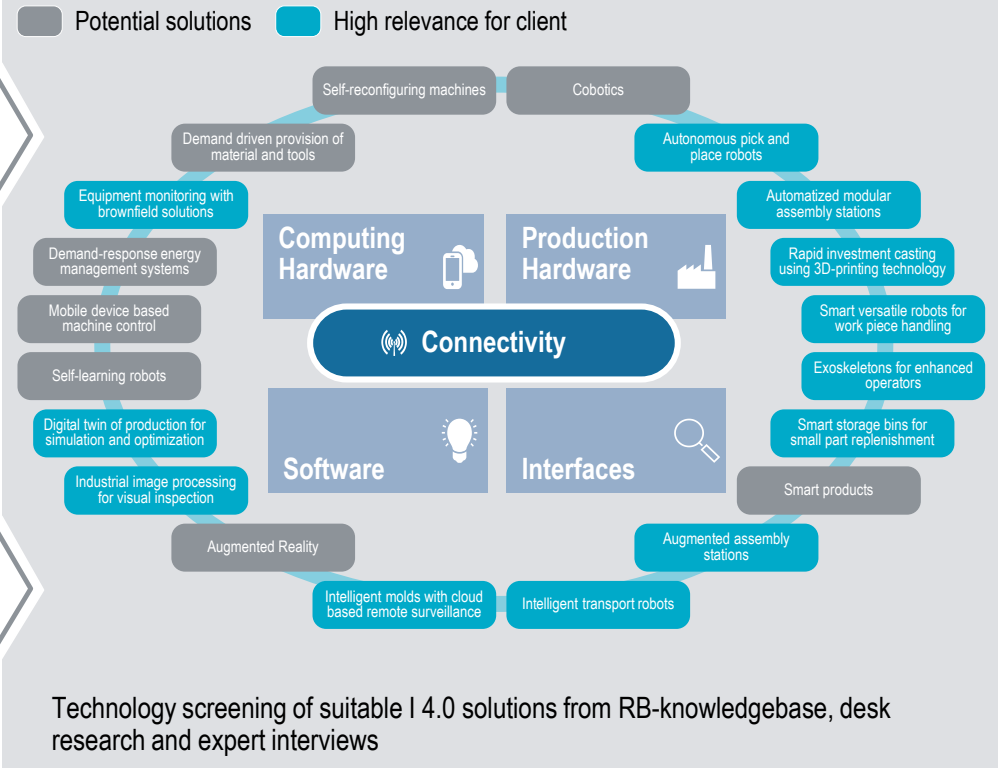 Potential solutions
High relevance for client
Self-reconfiguring machines
Cobotics
Demand driven provision of
material and tools
Autonomous pick and
place robots
Equipment monitoring with
brownfield solutions
Automatized modular
assembly stations
Demand-response energy
management systems
Computing
Hardware
Production
Hardware
Rapid investment casting
using 3D-printing technology
Mobile device based
machine control
Connectivity
Smart versatile robots for
work piece handling
Self-learning robots
Exoskeletons for enhanced
operators
Digital twin of production for
simulation and optimization
Software
Interfaces
Smart storage bins for
small part replenishment
Industrial image processing
for visual inspection
Smart products
Augmented Reality
Augmented assembly
stations
Intelligent molds with cloud
based remote surveillance
Intelligent transport robots
Technology screening of suitable I 4.0 solutions from RB-knowledgebase, desk
research and expert interviews